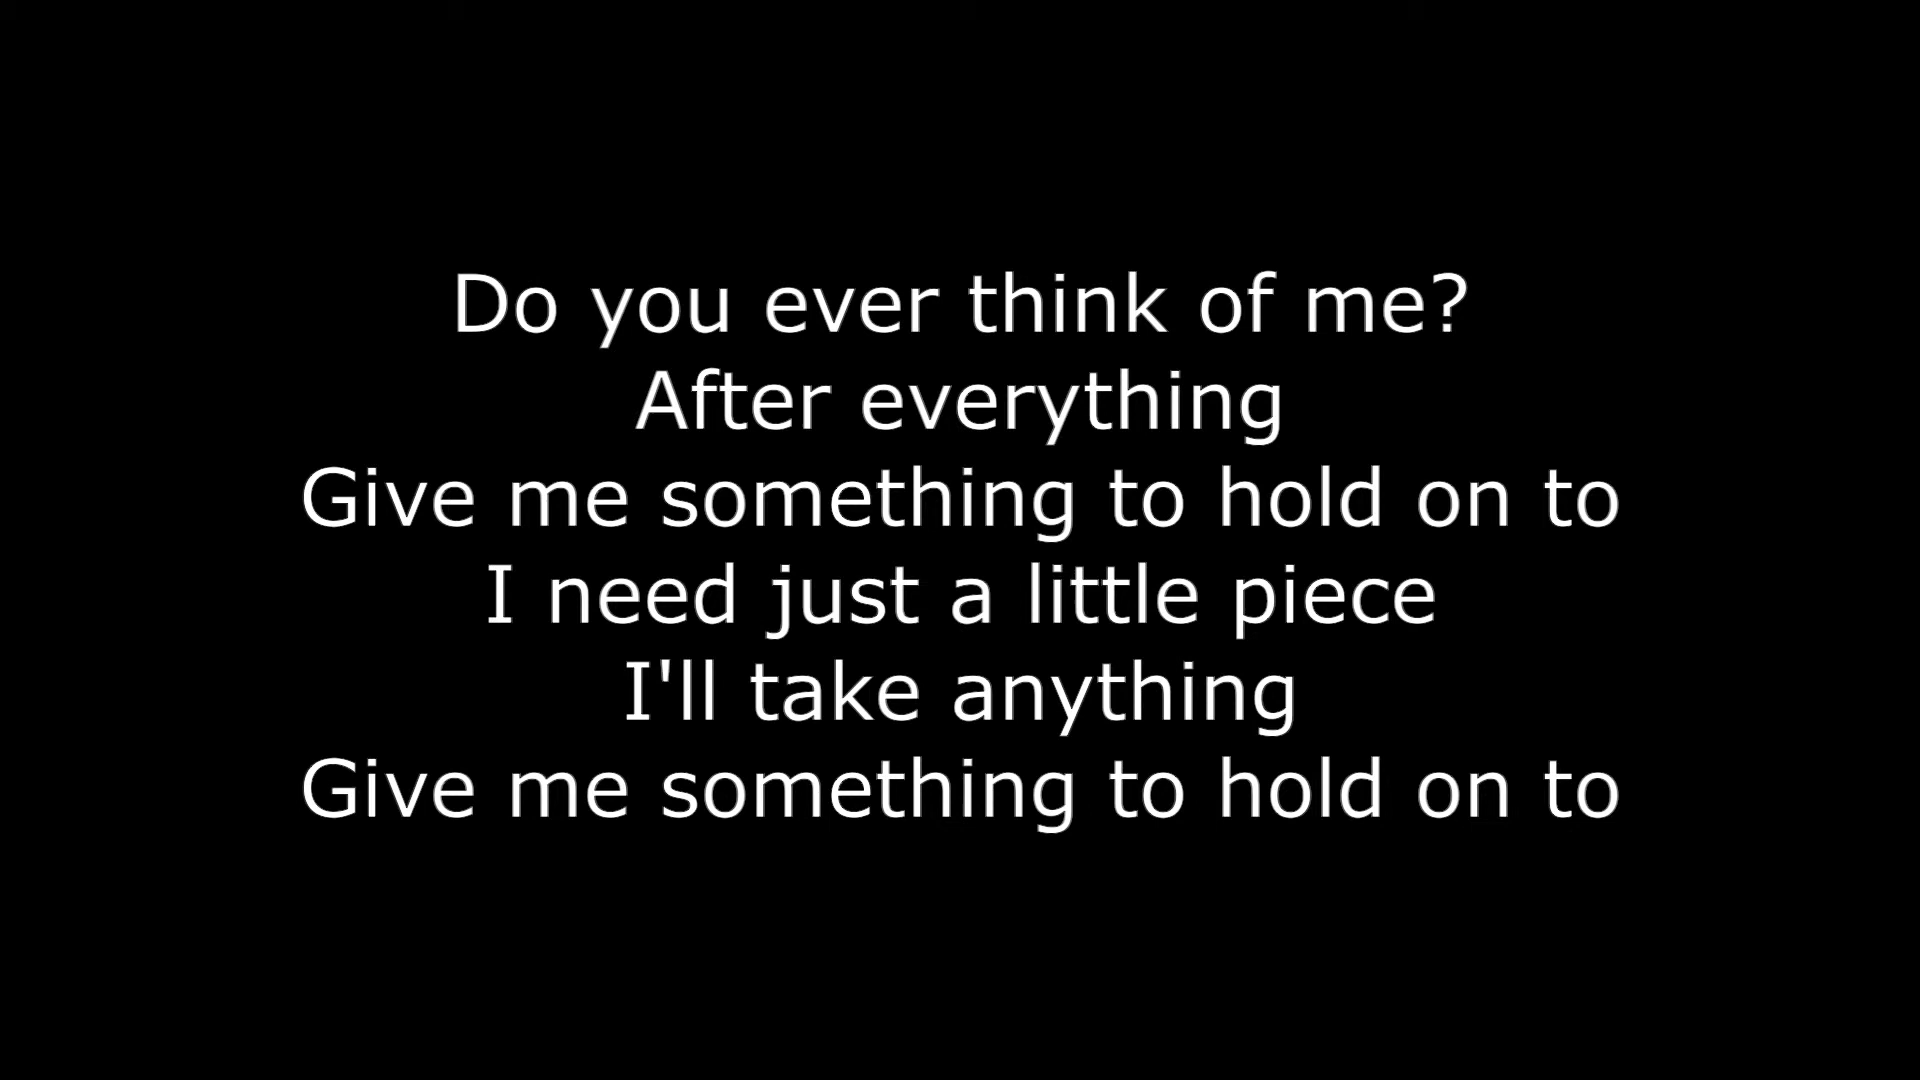 Do you ever think of me?
After everything
Give me something to hold on to
I need just a little piece
I'll take anything
Give me something to hold on to